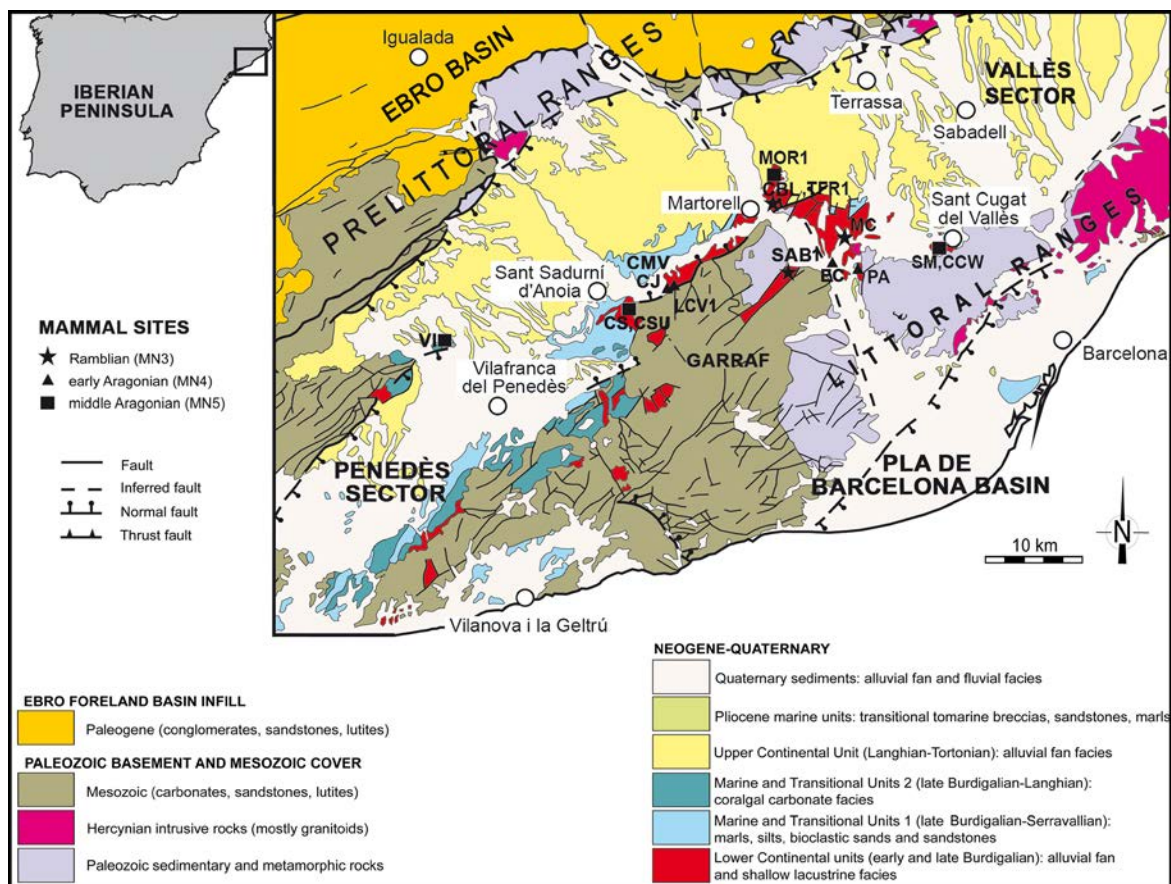 IBERIAN
PENINSULA
Igualada
EBRO BASIN
PRELITTORAL RANGES
Terrassa
VALLÈS
SECTOR
Sabadell
MOR1
CBL, TFR1
Martorell
MC
Sant Cugat
del Vallès
SAB1
SM,CCW
EC
PA
CMV
CJ
LCV1
Sant Sadurní
d'Anoia
CS,CSU
LITTORAL RANGES
Barcelona
VI
Vilafranca
del Penedès
GARRAF
PENEDÈS
SECTOR
PLA DE
BARCELONA BASIN
N
10 km
Vilanova i la Geltrú
MAMMAL SITES
Ramblian (MN3)
early Aragonian (MN4)
middle Aragonian (MN5)
Fault
Inferred fault
Normal fault
Thrust fault
EBRO FORELAND BASIN INFILL
Paleogene (conglomerates, sandstones, lutites)
PALEOZOIC BASEMENT AND MESOZOIC COVER
Mesozoic (carbonates, sandstones, lutites)
Hercynian intrusive rocks (mostly granitoids)
Paleozoic sedimentary and metamorphic rocks
NEOGENE-QUATERNARY
Quaternary sediments: alluvial fan and fluvial facies
Pliocene marine units: transitional tomarine breccias, sandstones, marls
Upper Continental Unit (Langhian-Tortonian): alluvial fan facies
Marine and Transitional Units 2 (late Burdigalian-Langhian):
coralgal carbonate facies
Marine and Transitional Units 1 (late Burdigalian-Serravallian):
marls, silts, bioclastic sands and sandstones
Lower Continental units (early and late Burdigalian): alluvial fan
and shallow lacustrine facies